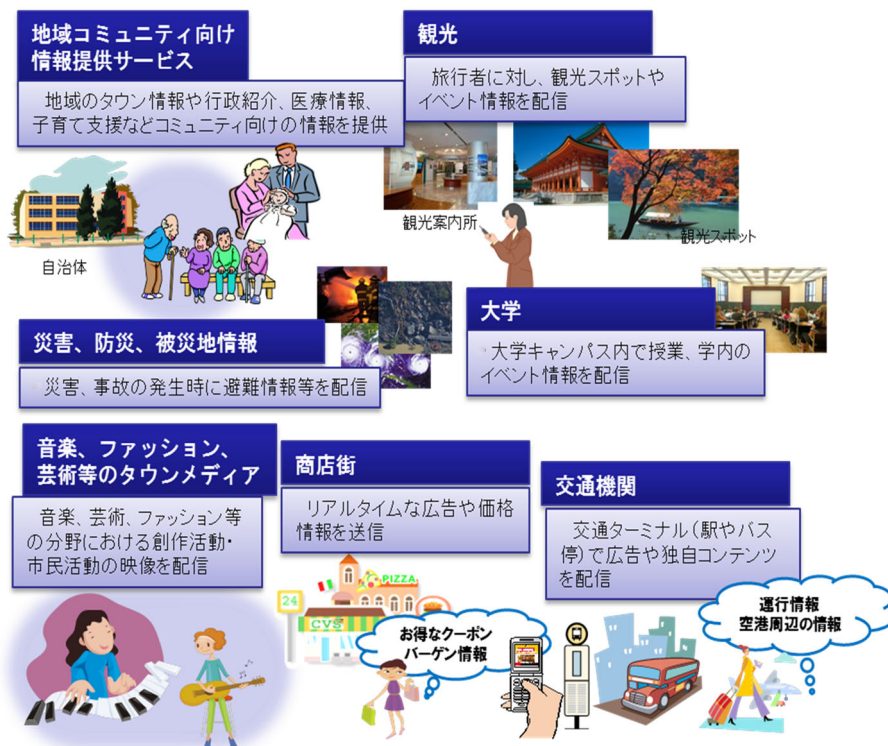 地域コミュニティ向け
情報提供サービス
地域のタウン情報や行政紹介、医療情報、
子育て支援などコミュニティ向けの情報を提供
自治体
観光
旅行者に対し、観光スポットや
イベント情報を配信
観光案内所
観光スポット
災害、防災、被災地情報
災害、事故の発生時に避難情報等を配信
大学
大学キャンパス内で授業、学内の
イベント情報を配信
音楽、ファッション、
芸術等のタウンメディア
音楽、芸術、ファッション等
の分野における創作活動・
市民活動の映像を配信
商店街
リアルタイムな広告や価格
情報を送信
PIZZA
24
CVS
お得なクーポン
バーゲン情報
交通機関
交通ターミナル（駅やバス
停）で広告や独自コンテンツ
を配信
運行情報
空港周辺の情報